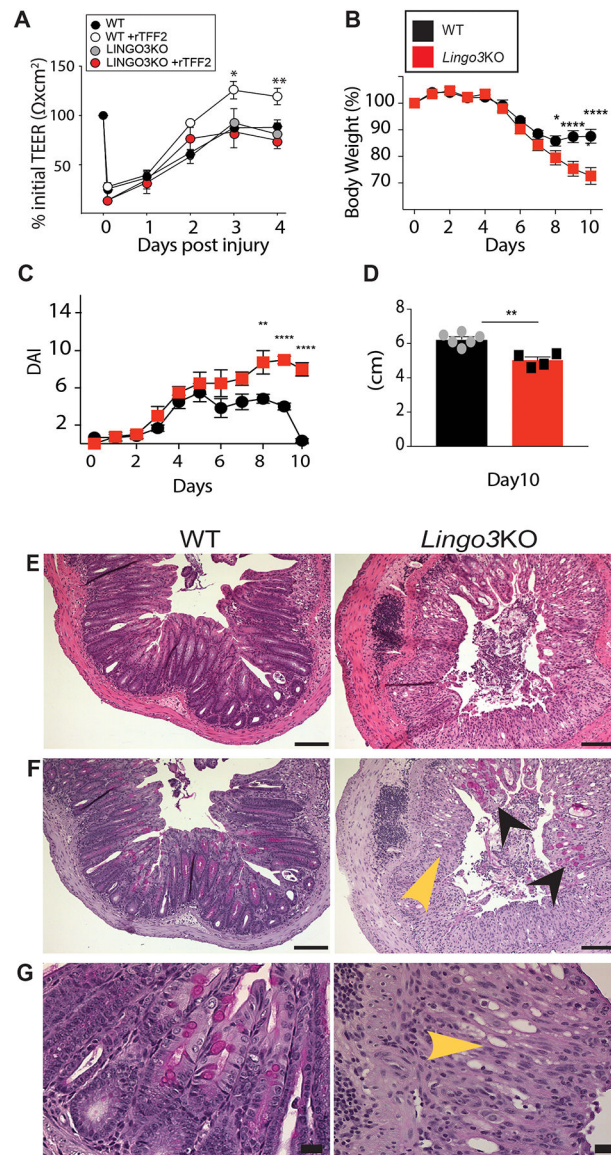 A
WT
WT +rTFF2
LINGO3KO
LINGO3KO +rTFF2
% initial TEER (Ωxcm²)
150
100
50
*
**
0 1 2 3 4
Days post injury
B
WT
Lingo3KO
Body Weight (%)
100
90
80
70
*
****
****
0 2 4 6 8 10
Days
C
DAI
14
10
6
2
**
****
****
0 2 4 6 8 10
Days
D
(cm)
8
6
4
2
0
**
Day10
WT
Lingo3KO
E
F
G